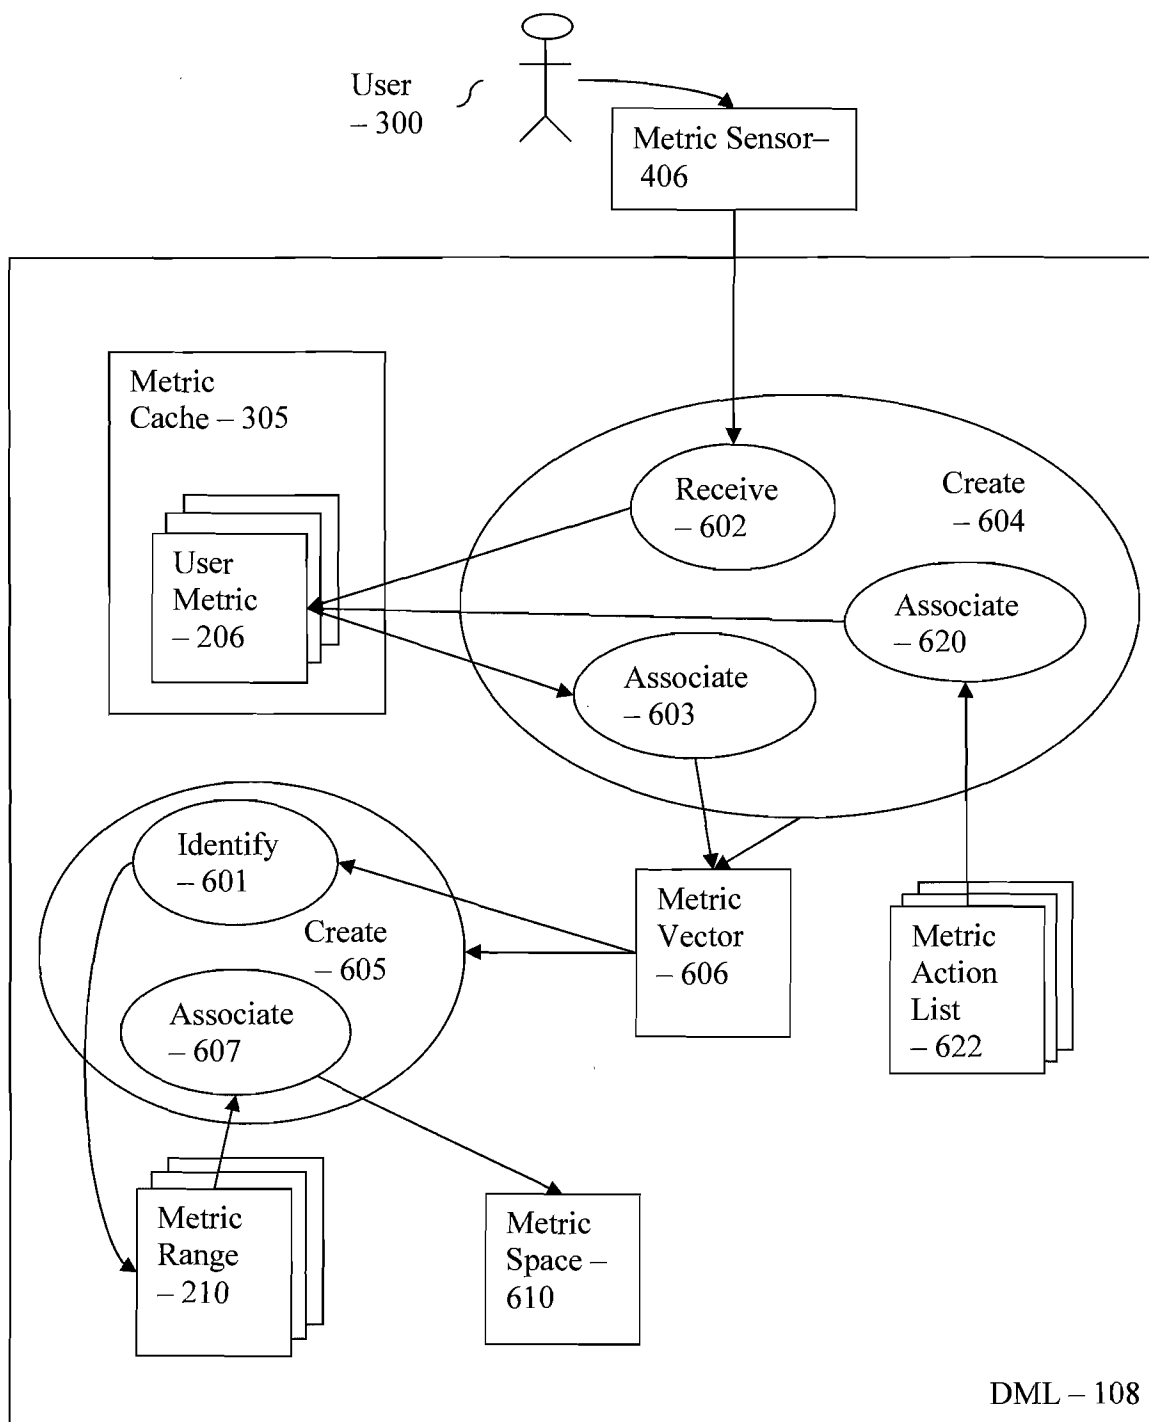 User
– 300
Metric Sensor–
406
Metric
Cache – 305
User
Metric
– 206
Receive
– 602
Create
– 604
Associate
– 620
Associate
– 603
Identify
– 601
Create
– 605
Associate
– 607
Metric
Vector
– 606
Metric
Action
List
– 622
Metric
Range
– 210
Metric
Space –
610
DML – 108